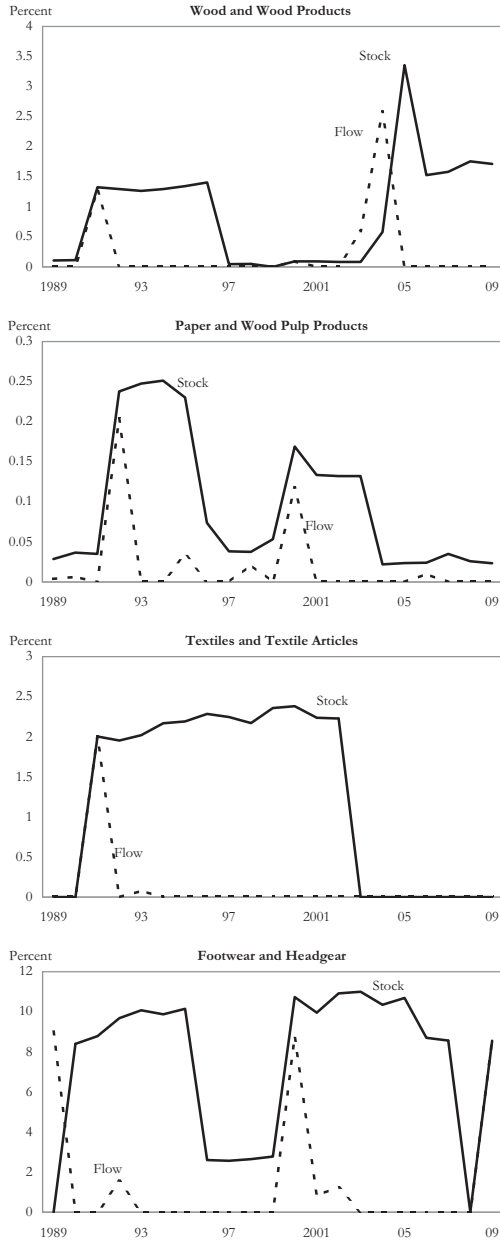 Percent Wood and Wood Products
4
3.5
3
2.5
2
1.5
1
0.5
0
Stock
Flow
1989 93 97 2001 05 09
Percent Paper and Wood Pulp Products
0.3
0.25
0.2
0.15
0.1
0.05
0
Stock
Flow
1989 93 97 2001 05 09
Percent Textiles and Textile Articles
3
2.5
2
1.5
1
0.5
0
Stock
Flow
1989 93 97 2001 05 09
Percent Footwear and Headgear
12
10
8
6
4
2
0
Stock
Flow
1989 93 97 2001 05 09